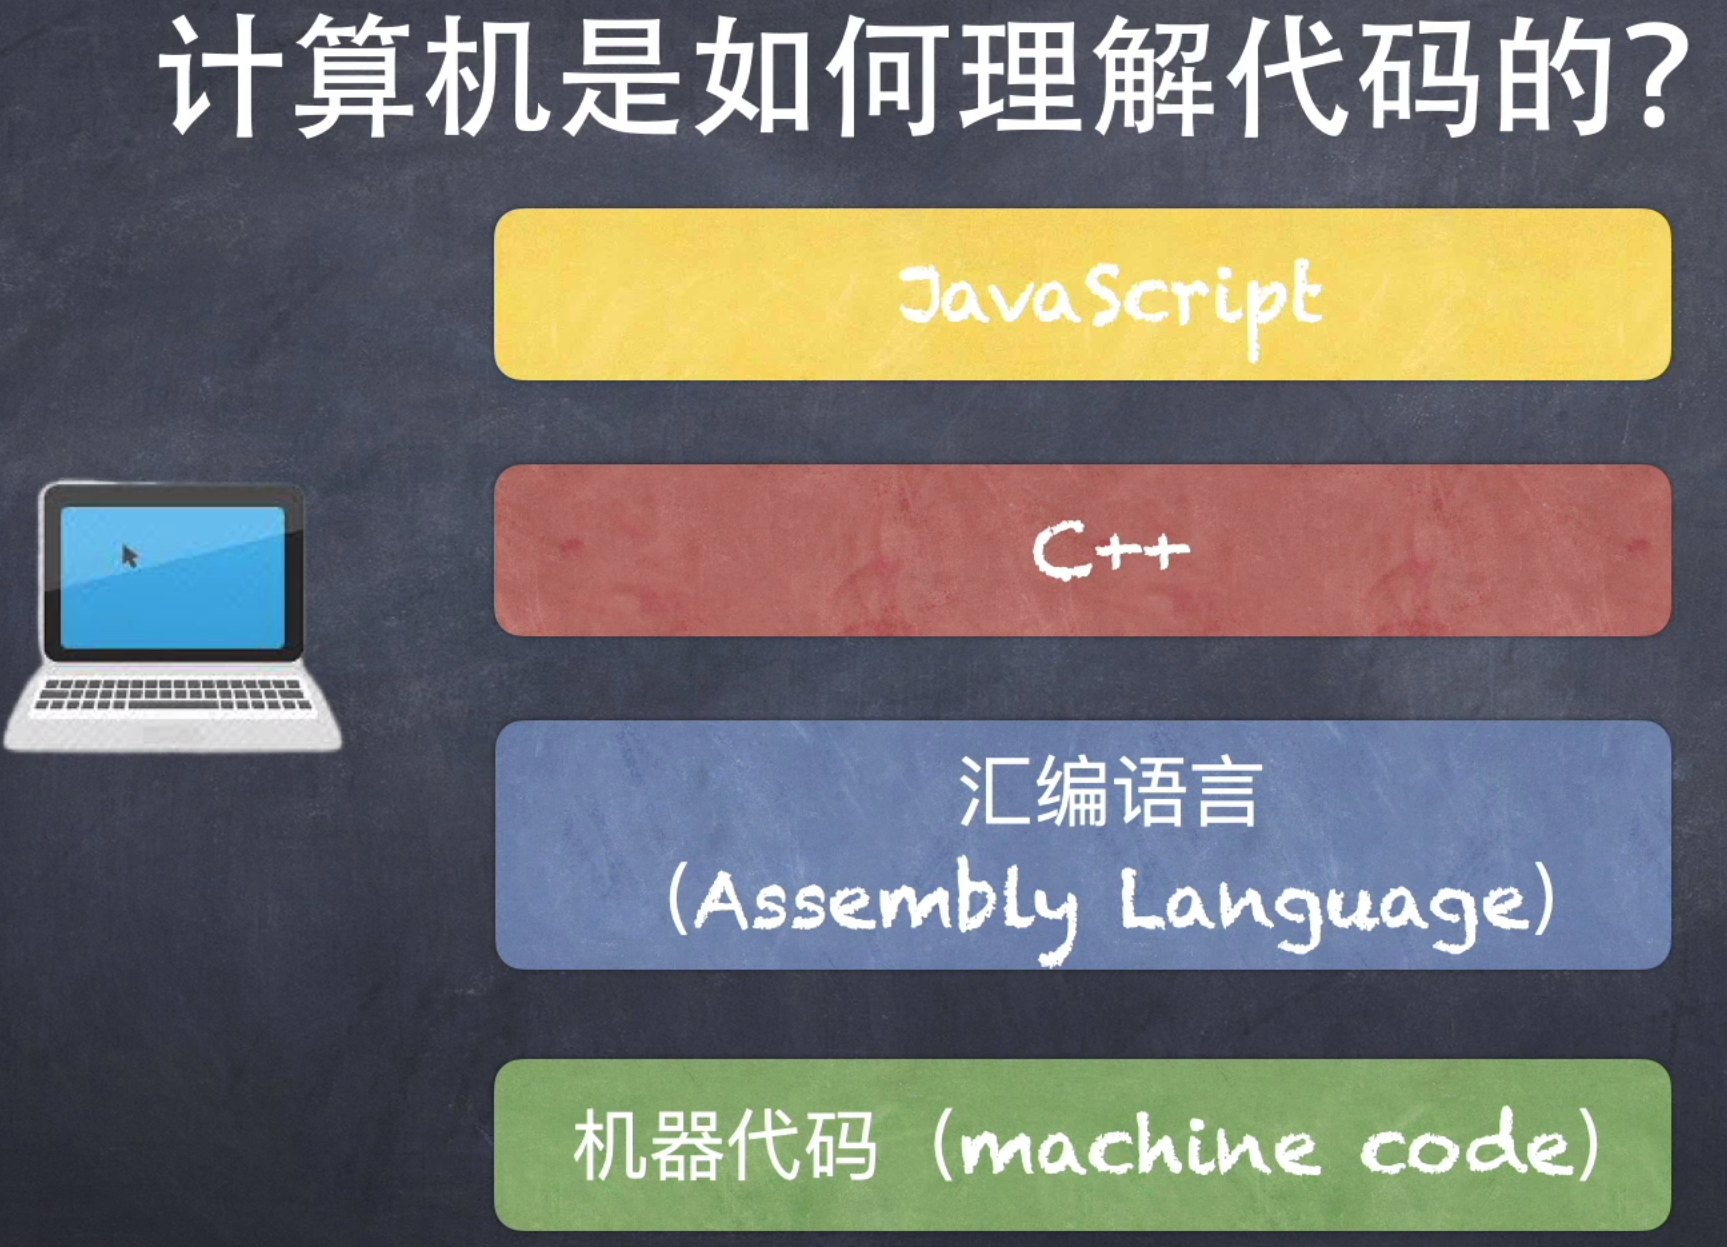 计算机是如何理解代码的?
JavaScript
C++
汇编语言
(Assembly Language)
机器代码（machine code）